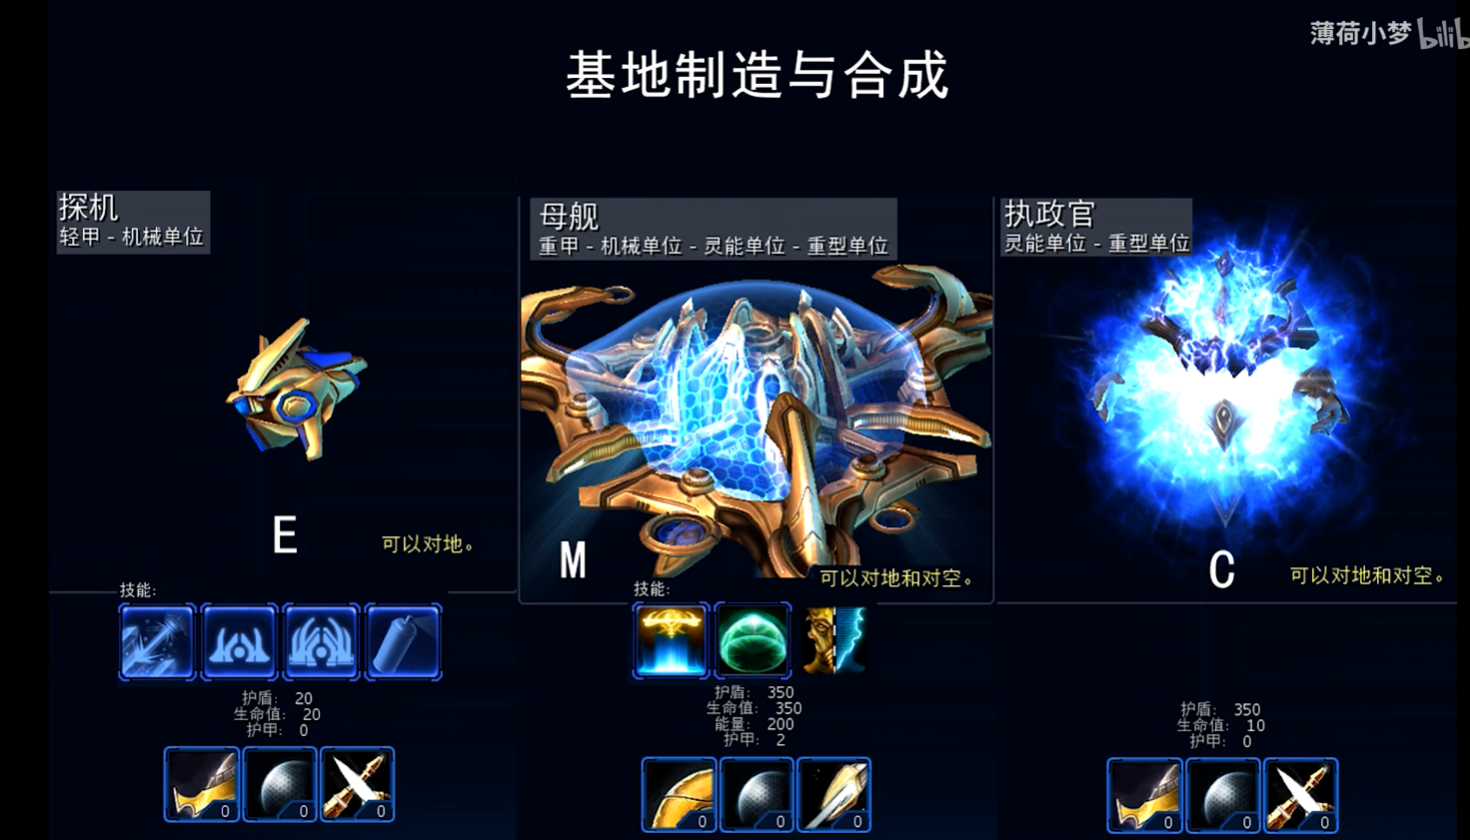 薄荷小梦 bilib
基地制造与合成
探机
轻甲 - 机械单位
E
可以对地。
技能:
护盾: 20
生命值: 20
护甲: 0
0 0 0
母舰
重甲 - 机械单位 - 灵能单位 - 重型单位
M
可以对地和对空。
技能:
护盾: 350
生命值: 350
能量: 200
护甲: 2
0 0 0
执政官
灵能单位 - 重型单位
C
可以对地和对空。
护盾: 350
生命值: 10
护甲: 0
0 0 0